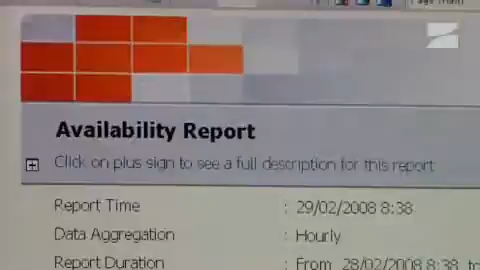 Availability Report
Click on plus sign to see a full description for this report
Report Time : 29/02/2008 8:38
Data Aggregation : Hourly
Report Duration : From 28/02/2008 8:38 to